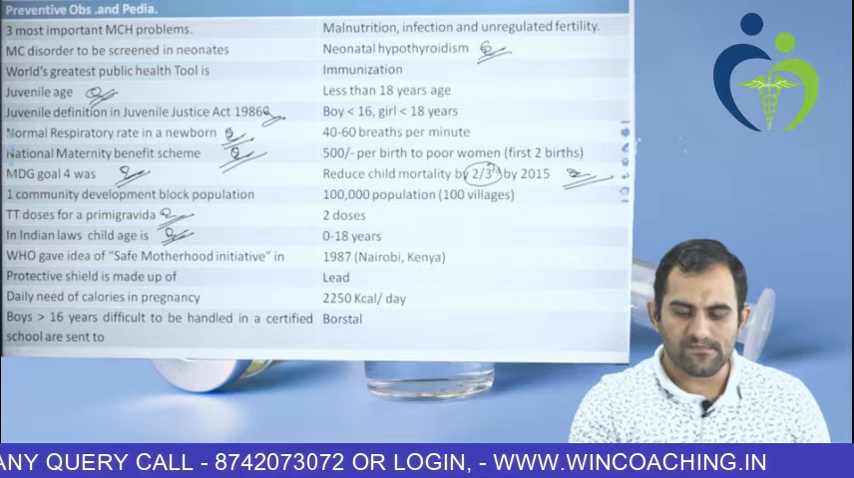 Preventive Obs .and Pedia.
3 most important MCH problems. Malnutrition, infection and unregulated fertility.
MC disorder to be screened in neonates Neonatal hypothyroidism
World's greatest public health Tool is Immunization
Juvenile age Less than 18 years age
Juvenile definition in Juvenile Justice Act 1986 Boy < 16, girl < 18 years
Normal Respiratory rate in a newborn 40-60 breaths per minute
National Maternity benefit scheme 500/- per birth to poor women (first 2 births)
MDG goal 4 was Reduce child mortality by 2/3 by 2015
1 community development block population 100,000 population (100 villages)
TT doses for a primigravida 2 doses
In Indian laws child age is 0-18 years
WHO gave idea of "Safe Motherhood initiative" in 1987 (Nairobi, Kenya)
Protective shield is made up of Lead
Daily need of calories in pregnancy 2250 Kcal/ day
Boys > 16 years difficult to be handled in a certified Borstal
school are sent to
ANY QUERY CALL - 8742073072 OR LOGIN, - WWW.WINCOACHING.IN